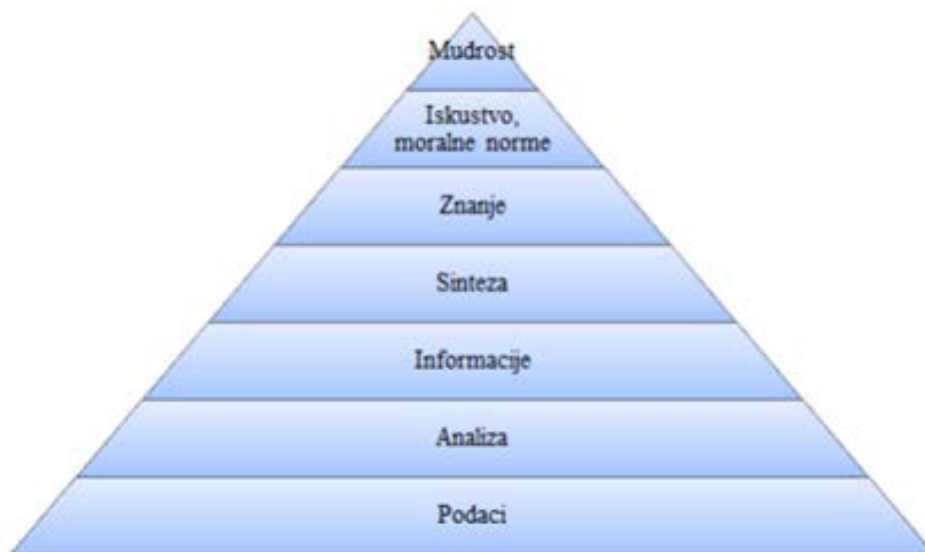 Mudrost
Iskustvo,
moralne norme
Znanje
Sinteza
Informacije
Analiza
Podaci